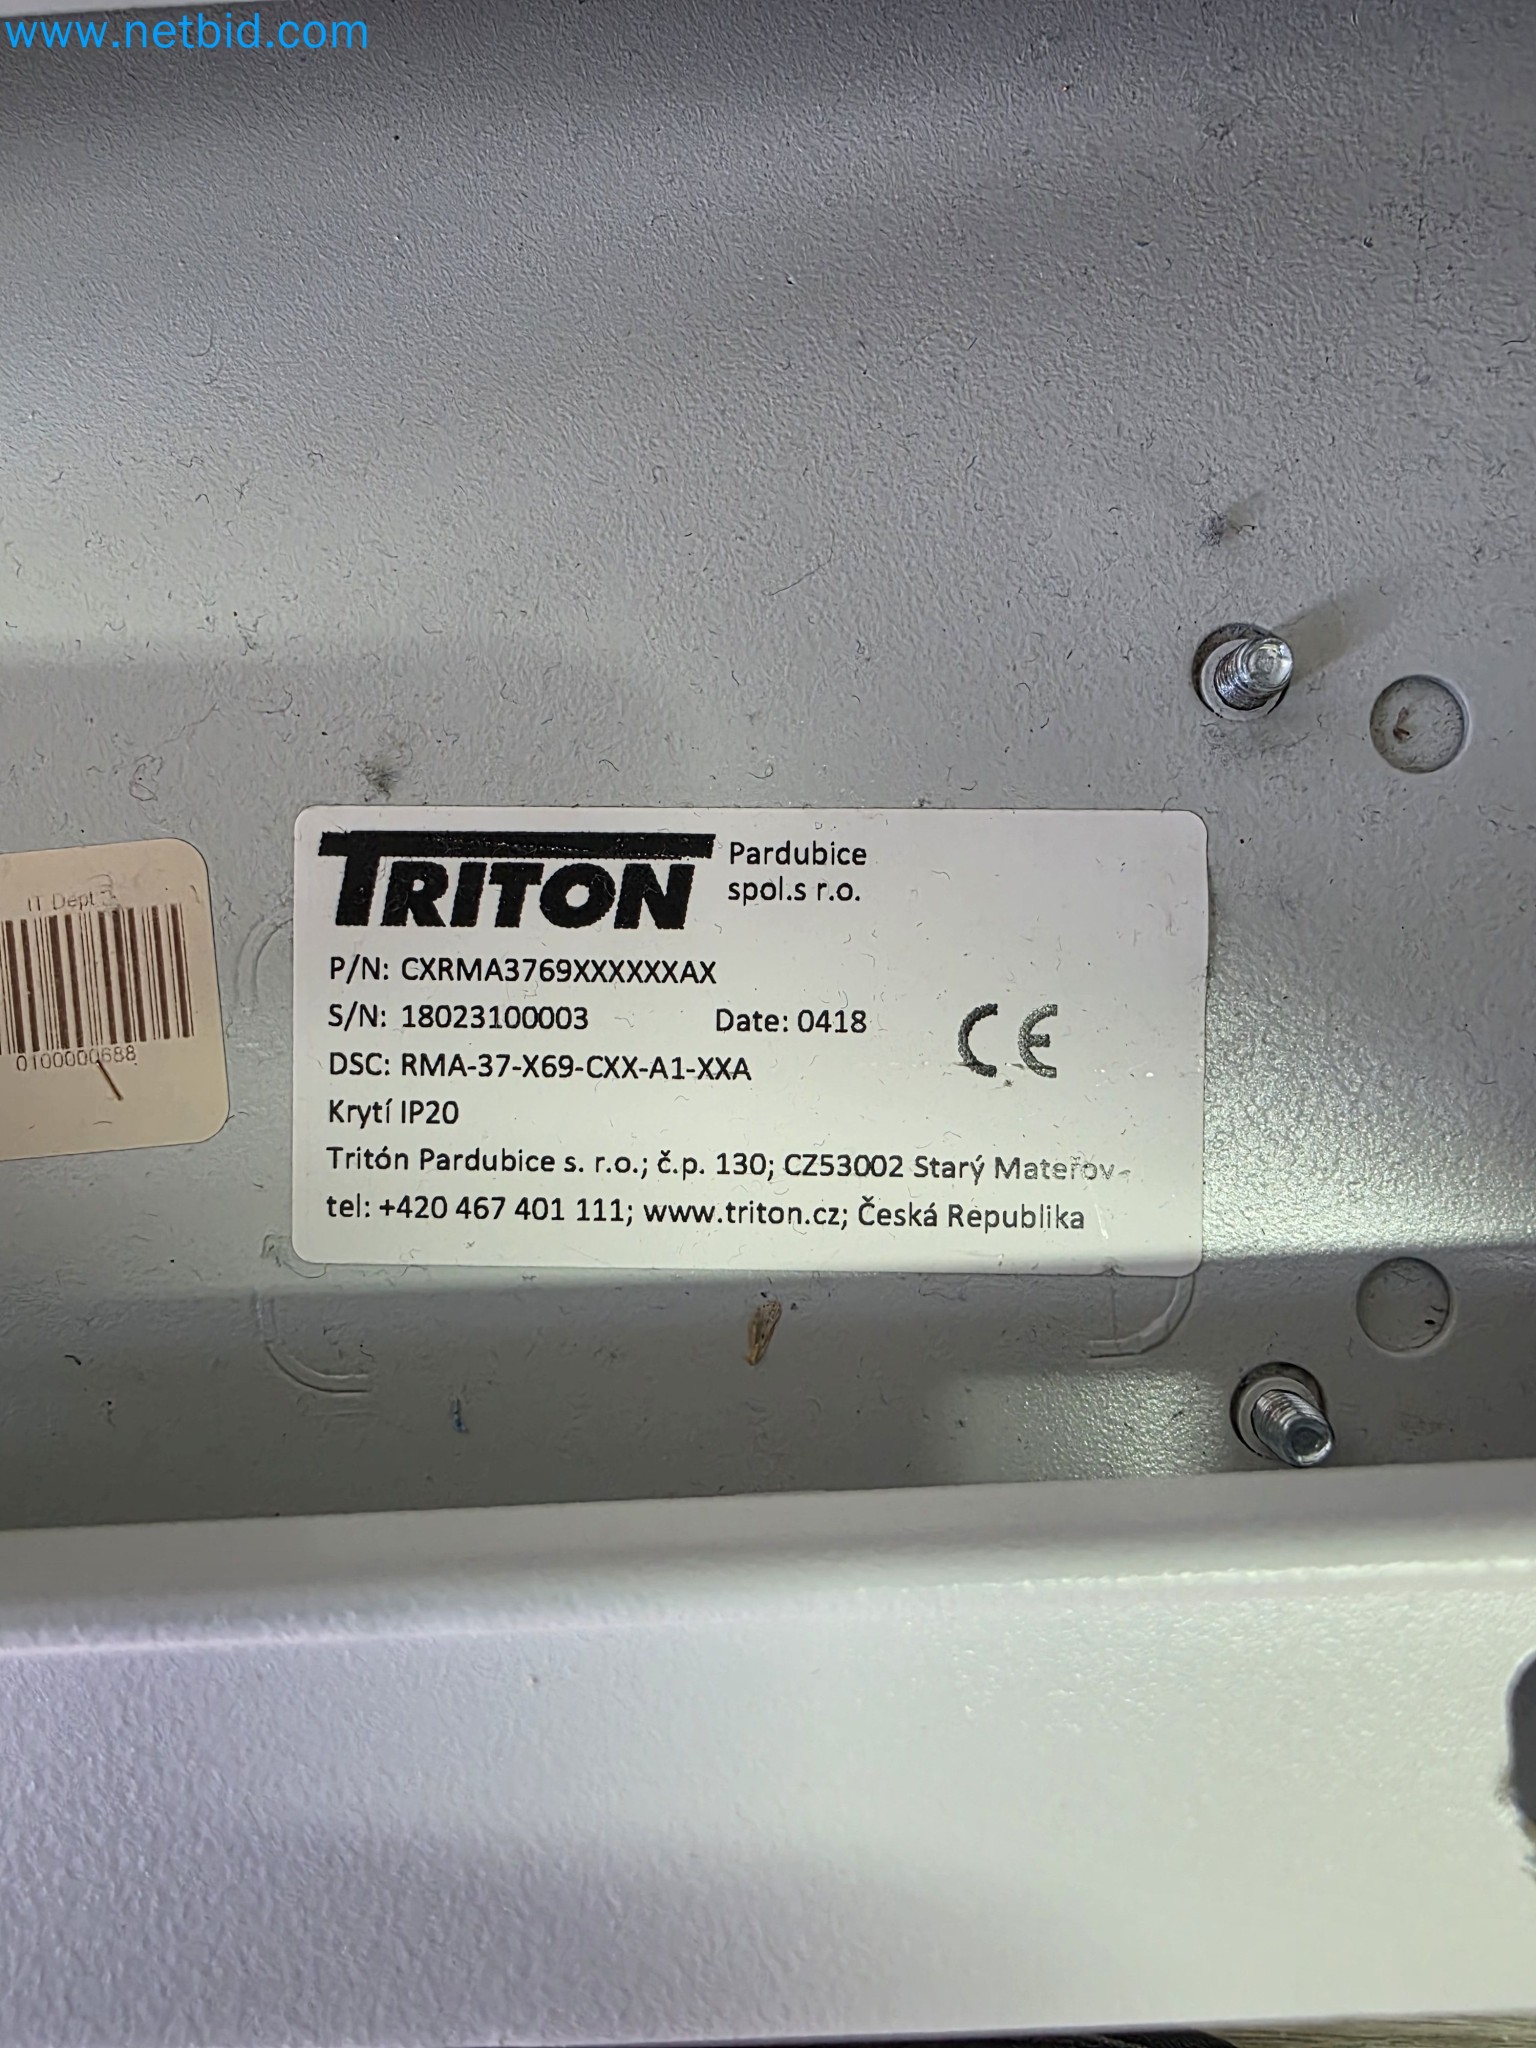 www.netbid.com
TRITON
Pardubice
spol.s r.o.
P/N: CXRMA3769XXXXXXAX
S/N: 18023100003 Date: 0418
CE
DSC: RMA-37-X69-CXX-A1-XXA
Krytí IP20
Tritón Pardubice s. r.o.; č.p. 130; CZ53002 Starý Mateřov
tel: +420 467 401 111; www.triton.cz; Česká Republika
IT Dept
0100000688